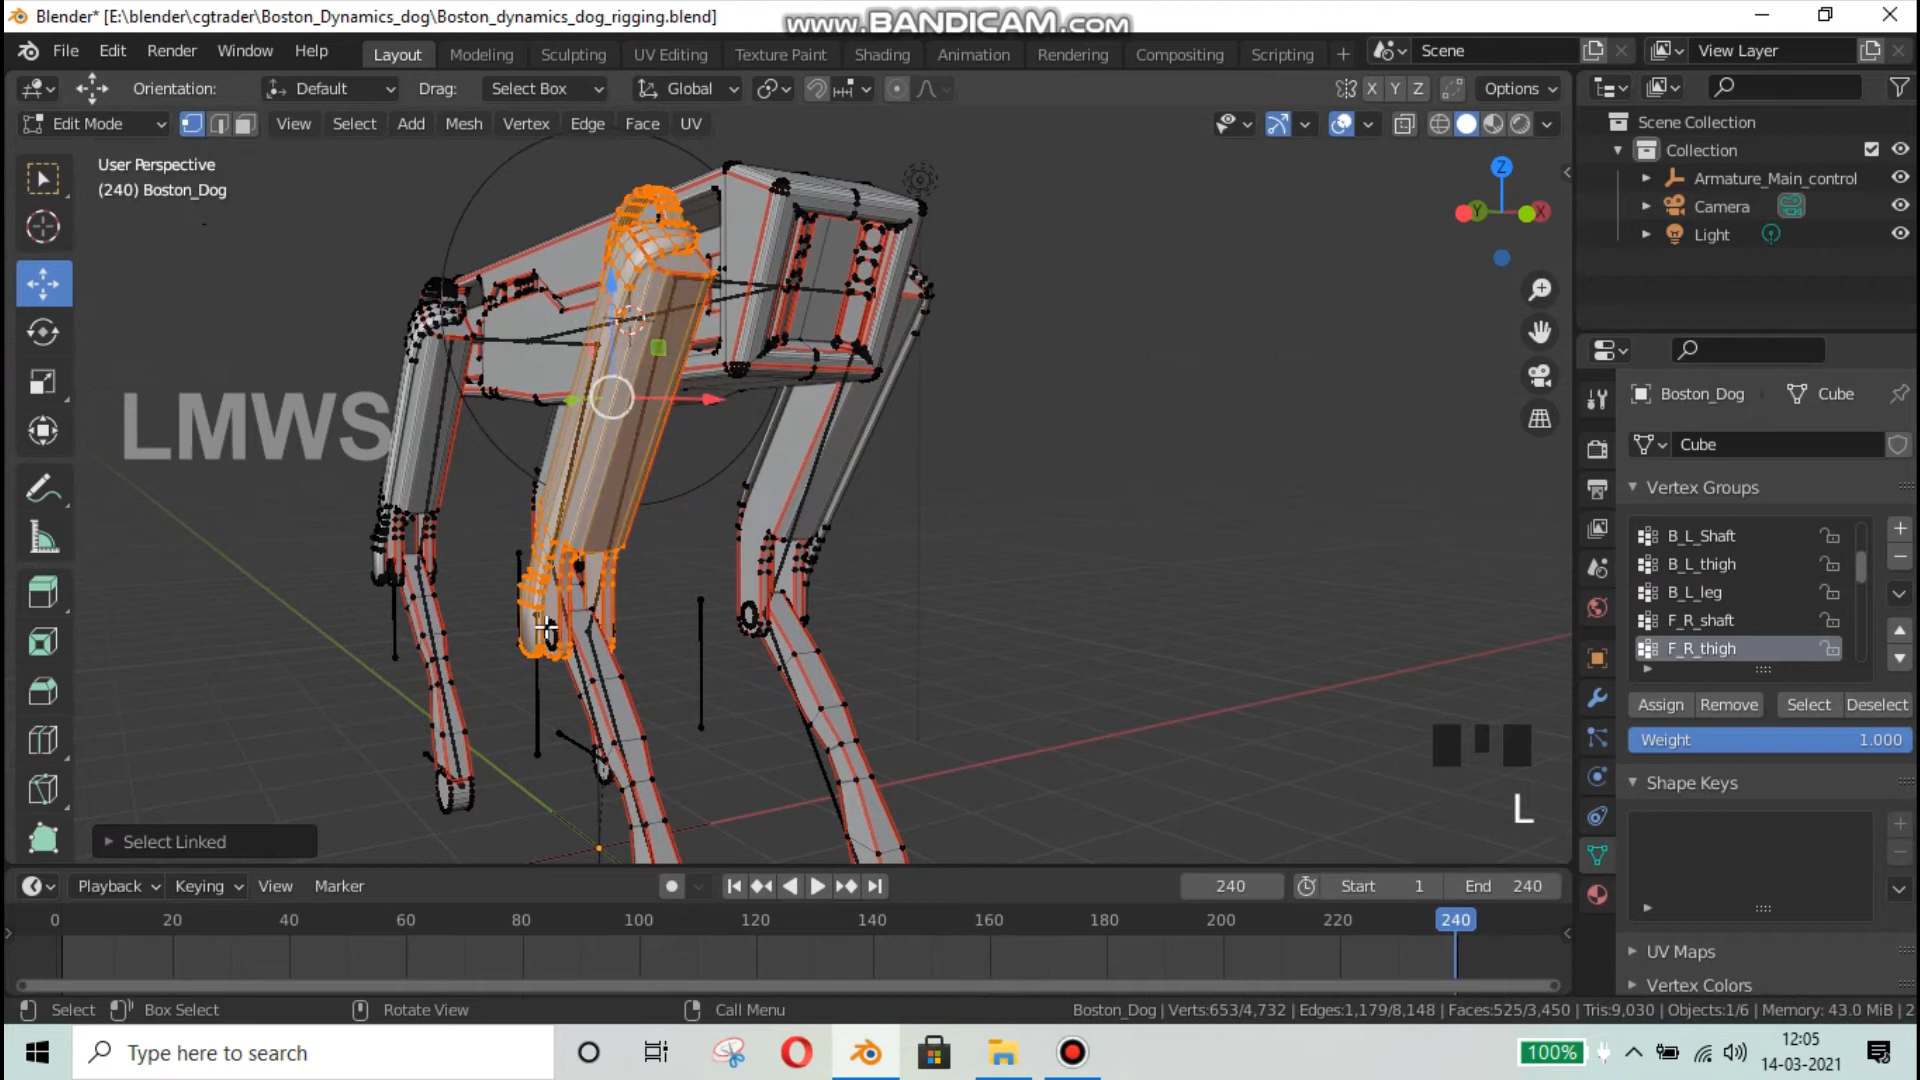 Blender* [E:\blender\cgtrader\Boston_Dynamics_dog\Boston_dynamics_dog_rigging.blend]
www.BANDICAM.com
File Edit Render Window Help
Layout Modeling Sculpting UV Editing Texture Paint Shading Animation Rendering Compositing Scripting
Scene
View Layer
Orientation: Default Drag: Select Box Global
X Y Z Options
Edit Mode View Select Add Mesh Vertex Edge Face UV
User Perspective
(240) Boston_Dog
Scene Collection
Collection
Armature_Main_control
Camera
Light
Z
Y
X
LMWS
Boston_Dog Cube
Cube
Vertex Groups
B_L_Shaft
B_L_thigh
B_L_leg
F_R_shaft
F_R_thigh
Assign Remove Select Deselect
Weight 1.000
Shape Keys
UV Maps
Vertex Colors
L
Select Linked
Playback Keying View Marker
240 Start 1 End 240
0 20 40 60 80 100 120 140 160 180 200 220 240
Select Box Select Rotate View Call Menu
Boston_Dog | Verts:653/4,732 | Edges:1,179/8,148 | Faces:525/3,450 | Tris:9,030 | Objects:1/6 | Memory: 43.0 MiB | 2
Type here to search
100%
12:05
14-03-2021